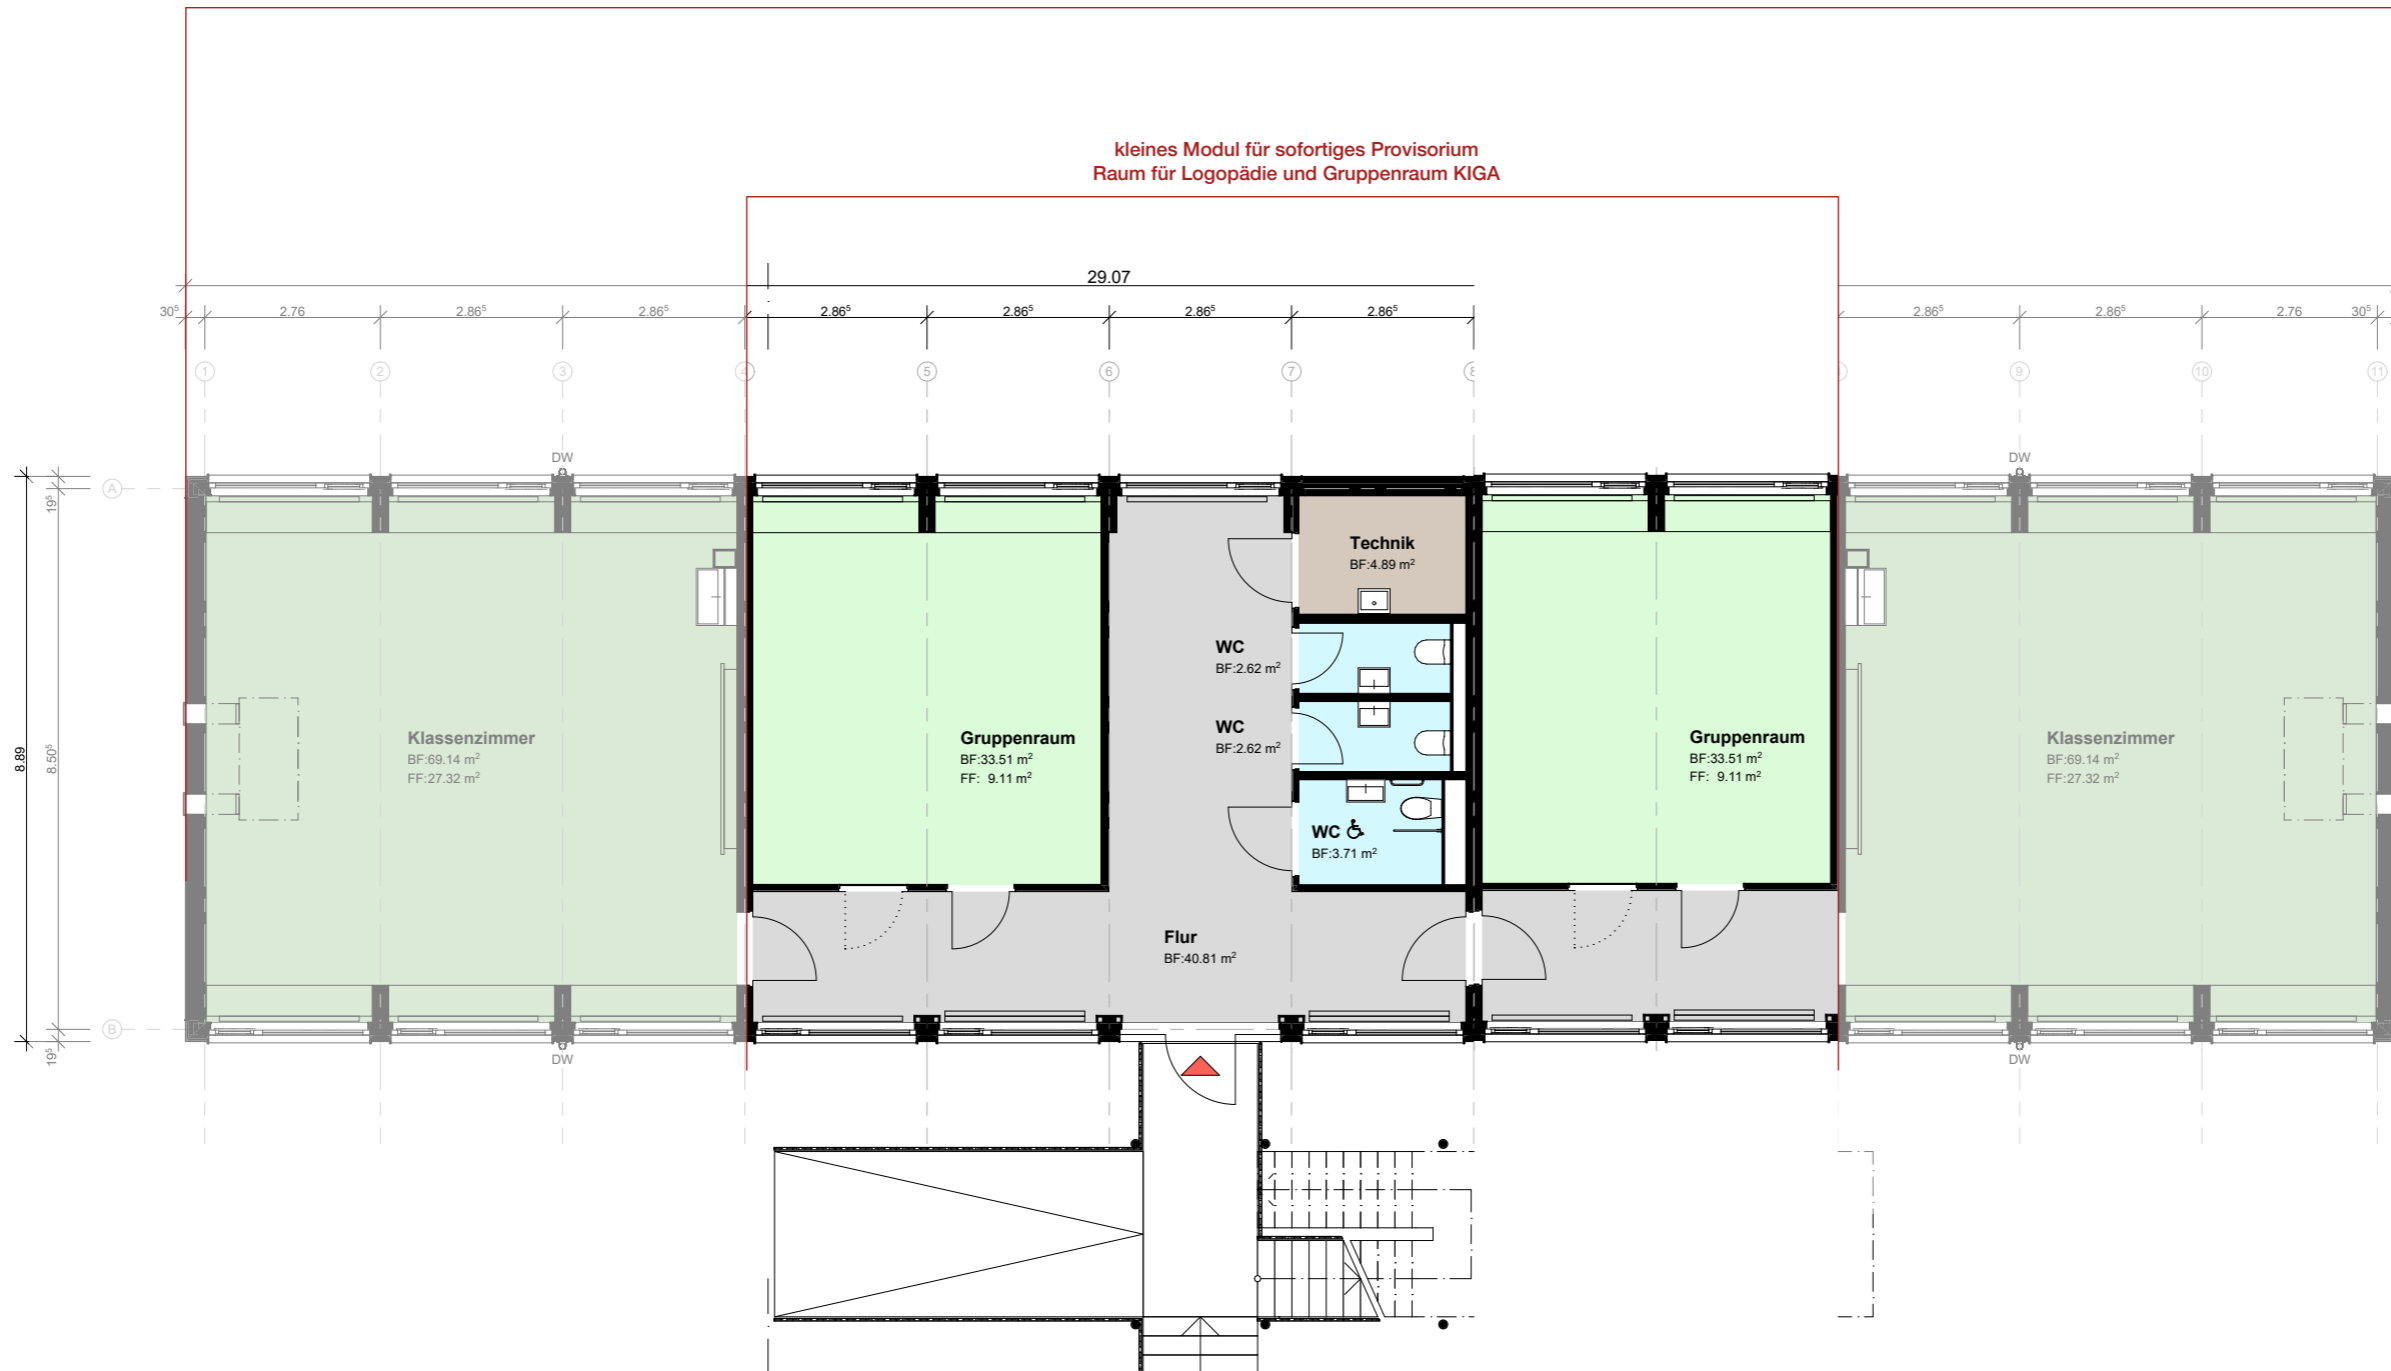 kleines Modul für sofortiges Provisorium
Raum für Logopädie und Gruppenraum KIGA
29.07
30⁵ 2.76 2.86⁵ 2.86⁵ 2.86⁵ 2.86⁵ 2.86⁵ 2.86⁵ 2.86⁵ 2.86⁵ 2.76 30⁵
1 2 3 4 5 6 7 8 9 10 11
DW DW
A
19⁵
8.89
8.50⁵
19⁵
B
Technik
BF:4.89 m²
WC
BF:2.62 m²
WC
BF:2.62 m²
Klassenzimmer
BF:69.14 m²
FF:27.32 m²
Gruppenraum
BF:33.51 m²
FF: 9.11 m²
Gruppenraum
BF:33.51 m²
FF: 9.11 m²
Klassenzimmer
BF:69.14 m²
FF:27.32 m²
WC
BF:3.71 m²
Flur
BF:40.81 m²
DW DW